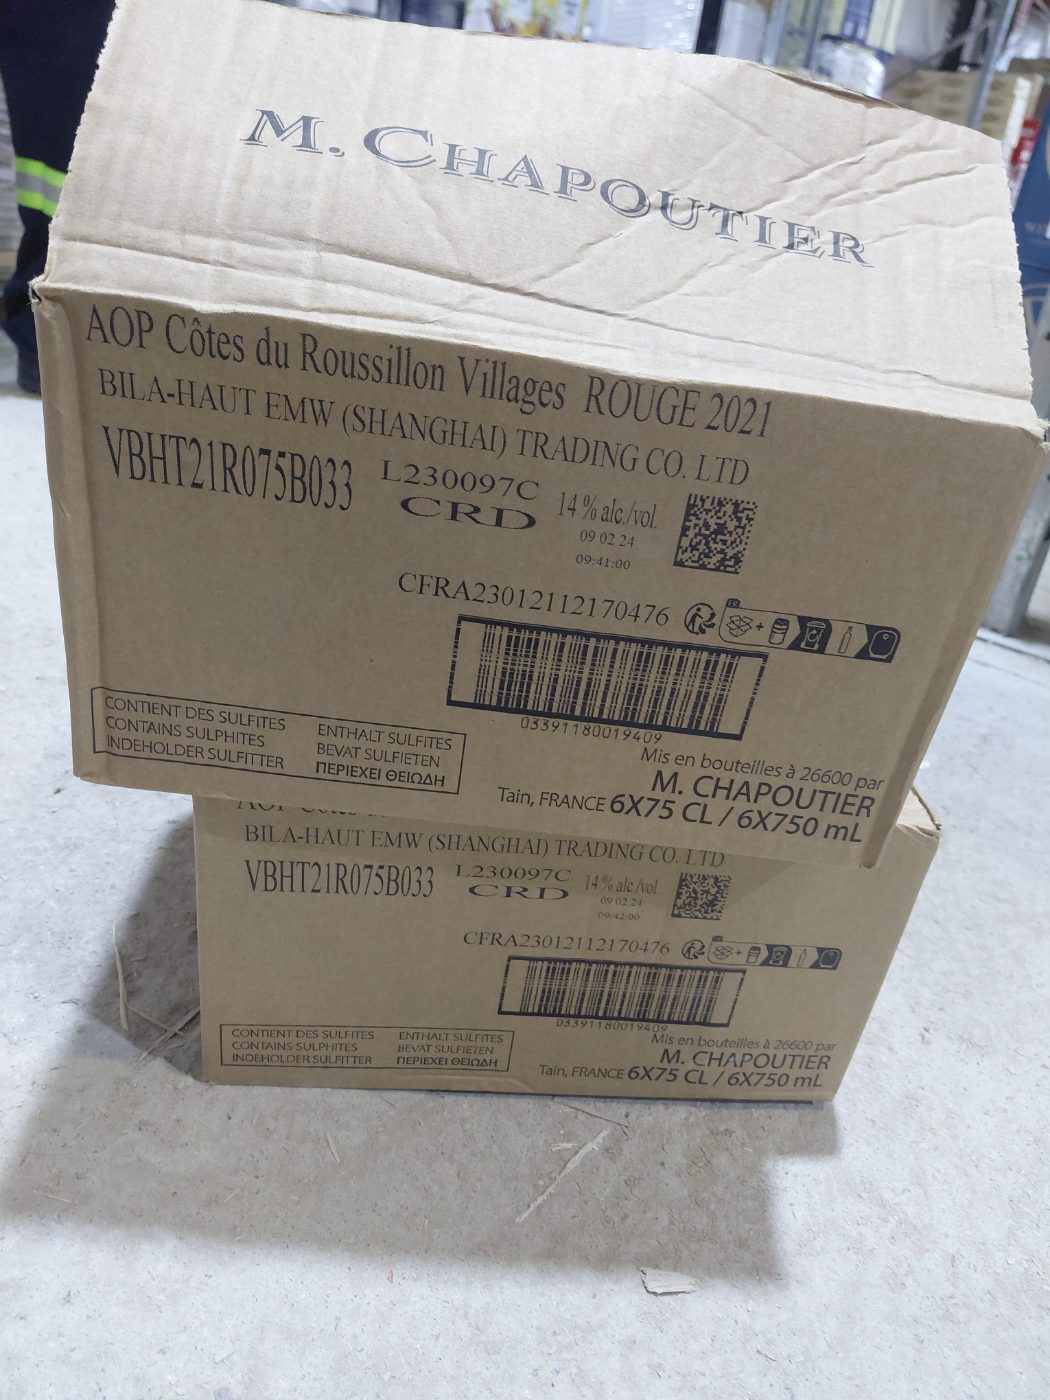 M. CHAPOUTIER
AOP Côtes du Roussillon Villages ROUGE 2021
BILA-HAUT EMW (SHANGHAI) TRADING CO. LTD
VBHT21R075B033 L230097C
CRD
14 % alc./vol.
09 02 24
09:41:00
CFRA23012112170476
FR
03391180019409
CONTIENT DES SULFITES
CONTAINS SULPHITES
INDEHOLDER SULFITTER
ENTHALT SULFITES
BEVAT SULFIETEN
ΠΕΡΙΕΧΕΙ ΘΕΙΩΔΗ
Mis en bouteilles à 26600 par
M. CHAPOUTIER
Tain, FRANCE 6X75 CL / 6X750 mL
BILA-HAUT EMW (SHANGHAI) TRADING CO. LTD
VBHT21R075B033 L230097C
CRD
14 % alc./vol.
09 02 24
09:42:00
CFRA23012112170476
03391180019409
CONTIENT DES SULFITES
CONTAINS SULPHITES
INDEHOLDER SULFITTER
ENTHALT SULFITES
BEVAT SULFIETEN
ΠΕΡΙΕΧΕΙ ΘΕΙΩΔΗ
Mis en bouteilles à 26600 par
M. CHAPOUTIER
Tain, FRANCE 6X75 CL / 6X750 mL